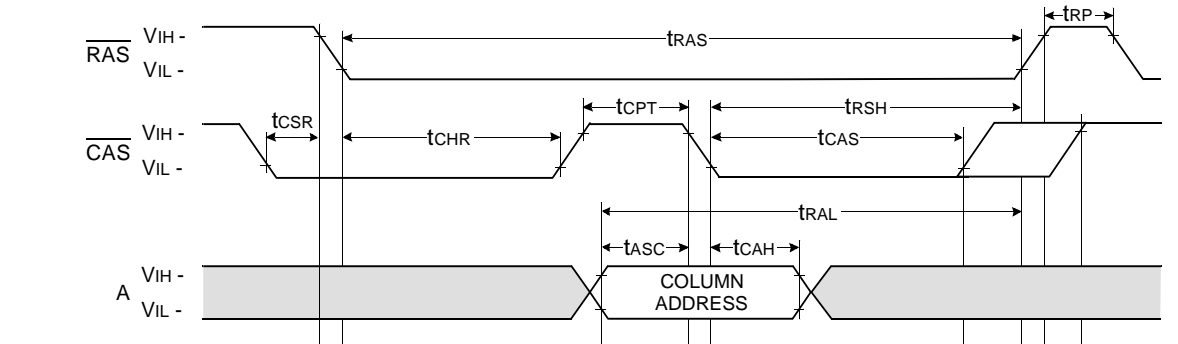 tRP
VIH -
RAS
VIL -
tRAS
tCSR
tCPT
tRSH
VIH -
CAS
VIL -
tCHR
tCAS
tRAL
tASC
tCAH
VIH -
A
VIL -
COLUMN
ADDRESS